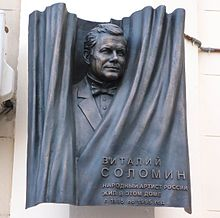 ВИТАЛИЙ
СОЛОМИН
НАРОДНЫЙ АРТИСТ РОССИИ
ЖИЛ В ЭТОМ ДОМЕ